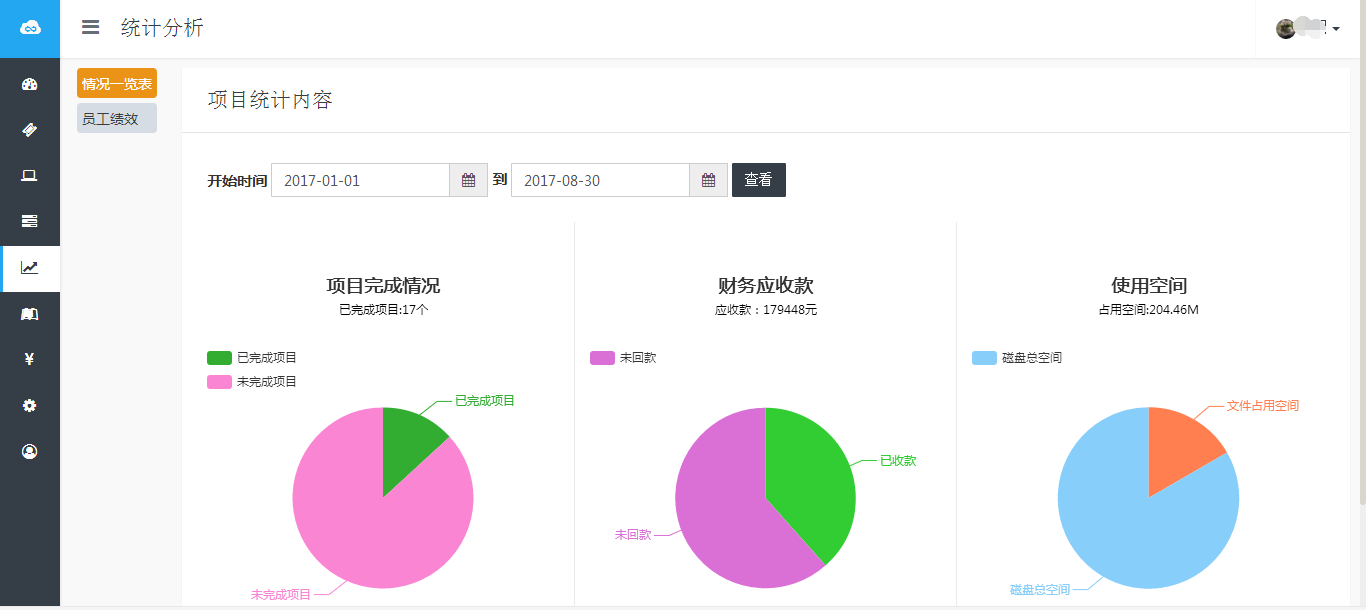 统计分析
情况一览表
员工绩效
项目统计内容
开始时间 2017-01-01 到 2017-08-30 查看
项目完成情况
已完成项目:17个
已完成项目
未完成项目
已完成项目
未完成项目
财务应收款
应收款：179448元
未回款
已收款
未回款
使用空间
占用空间:204.46M
磁盘总空间
文件占用空间
磁盘总空间